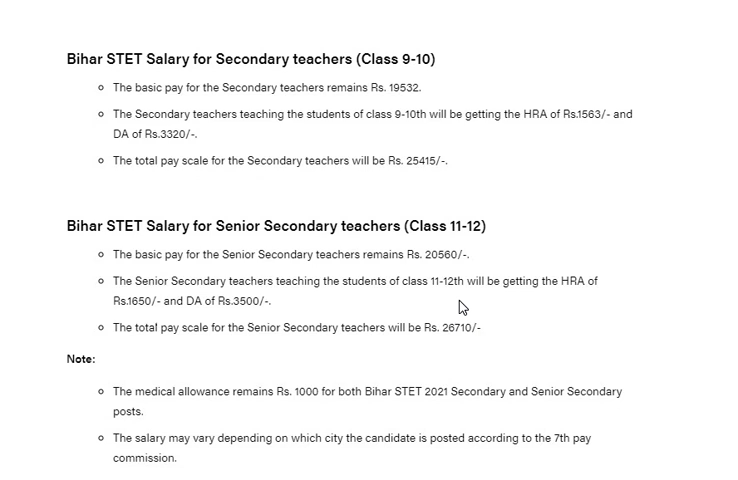 Bihar STET Salary for Secondary teachers (Class 9-10)
The basic pay for the Secondary teachers remains Rs. 19532.
The Secondary teachers teaching the students of class 9-10th will be getting the HRA of Rs.1563/- and
DA of Rs.3320/-.
The total pay scale for the Secondary teachers will be Rs. 25415/-.
Bihar STET Salary for Senior Secondary teachers (Class 11-12)
The basic pay for the Senior Secondary teachers remains Rs. 20560/-.
The Senior Secondary teachers teaching the students of class 11-12th will be getting the HRA of
Rs.1650/- and DA of Rs.3500/-.
The total pay scale for the Senior Secondary teachers will be Rs. 26710/-
Note:
The medical allowance remains Rs. 1000 for both Bihar STET 2021 Secondary and Senior Secondary
posts.
The salary may vary depending on which city the candidate is posted according to the 7th pay
commission.